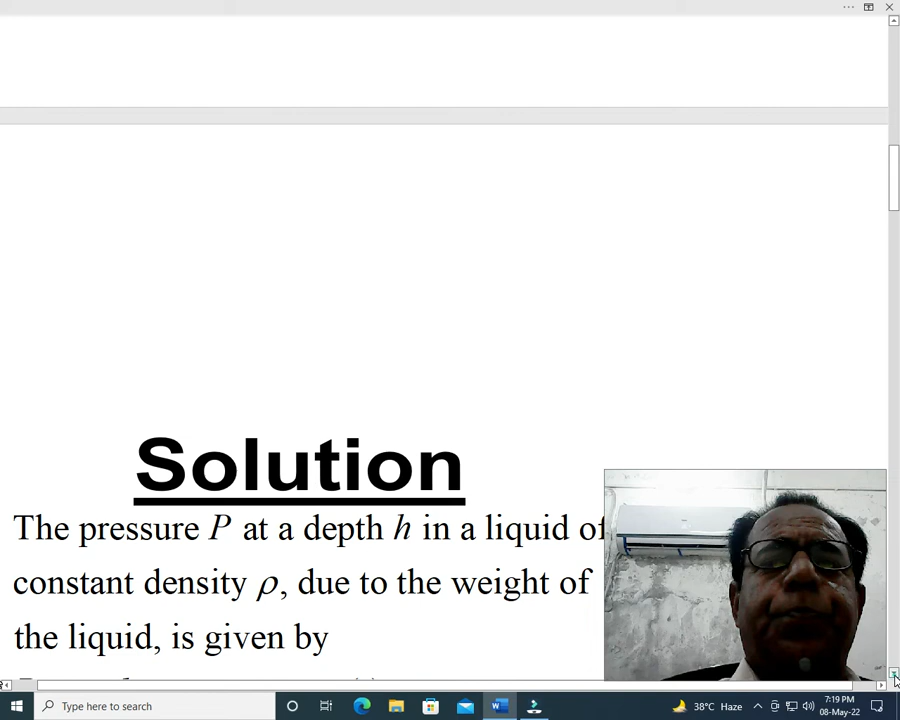 Solution
The pressure P at a depth h in a liquid of
constant density ρ, due to the weight of
the liquid, is given by
Type here to search
38°C Haze
7:19 PM
08-May-22